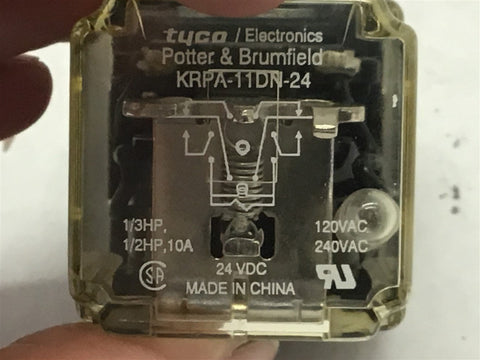 tyco / Electronics
Potter & Brumfield
KRPA-11DN-24
1/3HP, 120VAC
1/2HP,10A 240VAC
24 VDC
MADE IN CHINA